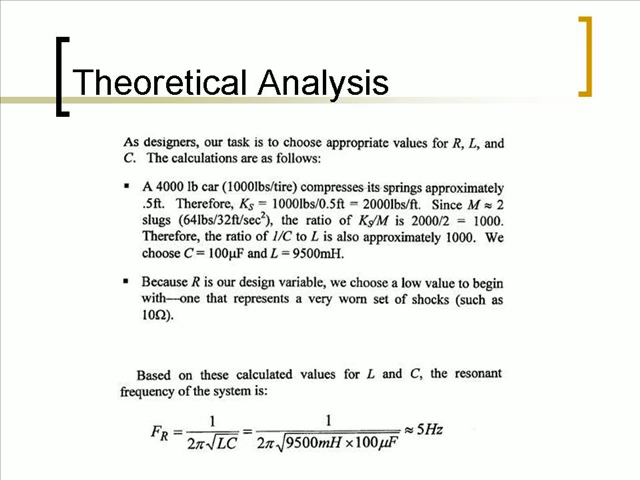 Theoretical Analysis
As designers, our task is to choose appropriate values for R, L, and
C. The calculations are as follows:
▪ A 4000 lb car (1000lbs/tire) compresses its springs approximately
.5ft. Therefore, K_S = 1000lbs/0.5ft = 2000lbs/ft. Since M ≈ 2
slugs (64lbs/32ft/sec²), the ratio of K_S/M is 2000/2 = 1000.
Therefore, the ratio of 1/C to L is also approximately 1000. We
choose C = 100µF and L = 9500mH.
▪ Because R is our design variable, we choose a low value to begin
with—one that represents a very worn set of shocks (such as
10Ω).
Based on these calculated values for L and C, the resonant
frequency of the system is:
F_R = 1/(2π√LC) = 1/(2π√9500mH×100µF) ≈ 5Hz